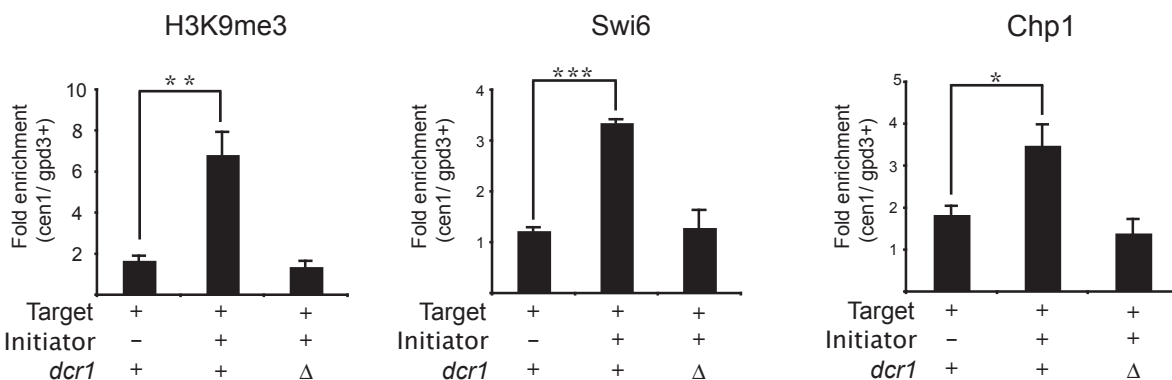 H3K9me3
Swi6
Chp1
**
***
*
Fold enrichment
(cen1/ gpd3+)
10
8
6
4
2
Fold enrichment
(cen1/ gpd3+)
4
3
2
1
Fold enrichment
(cen1/ gpd3+)
5
4
3
2
1
Target + + +
Initiator – + +
dcr1 + + Δ
Target + + +
Initiator – + +
dcr1 + + Δ
Target + + +
Initiator – + +
dcr1 + + Δ